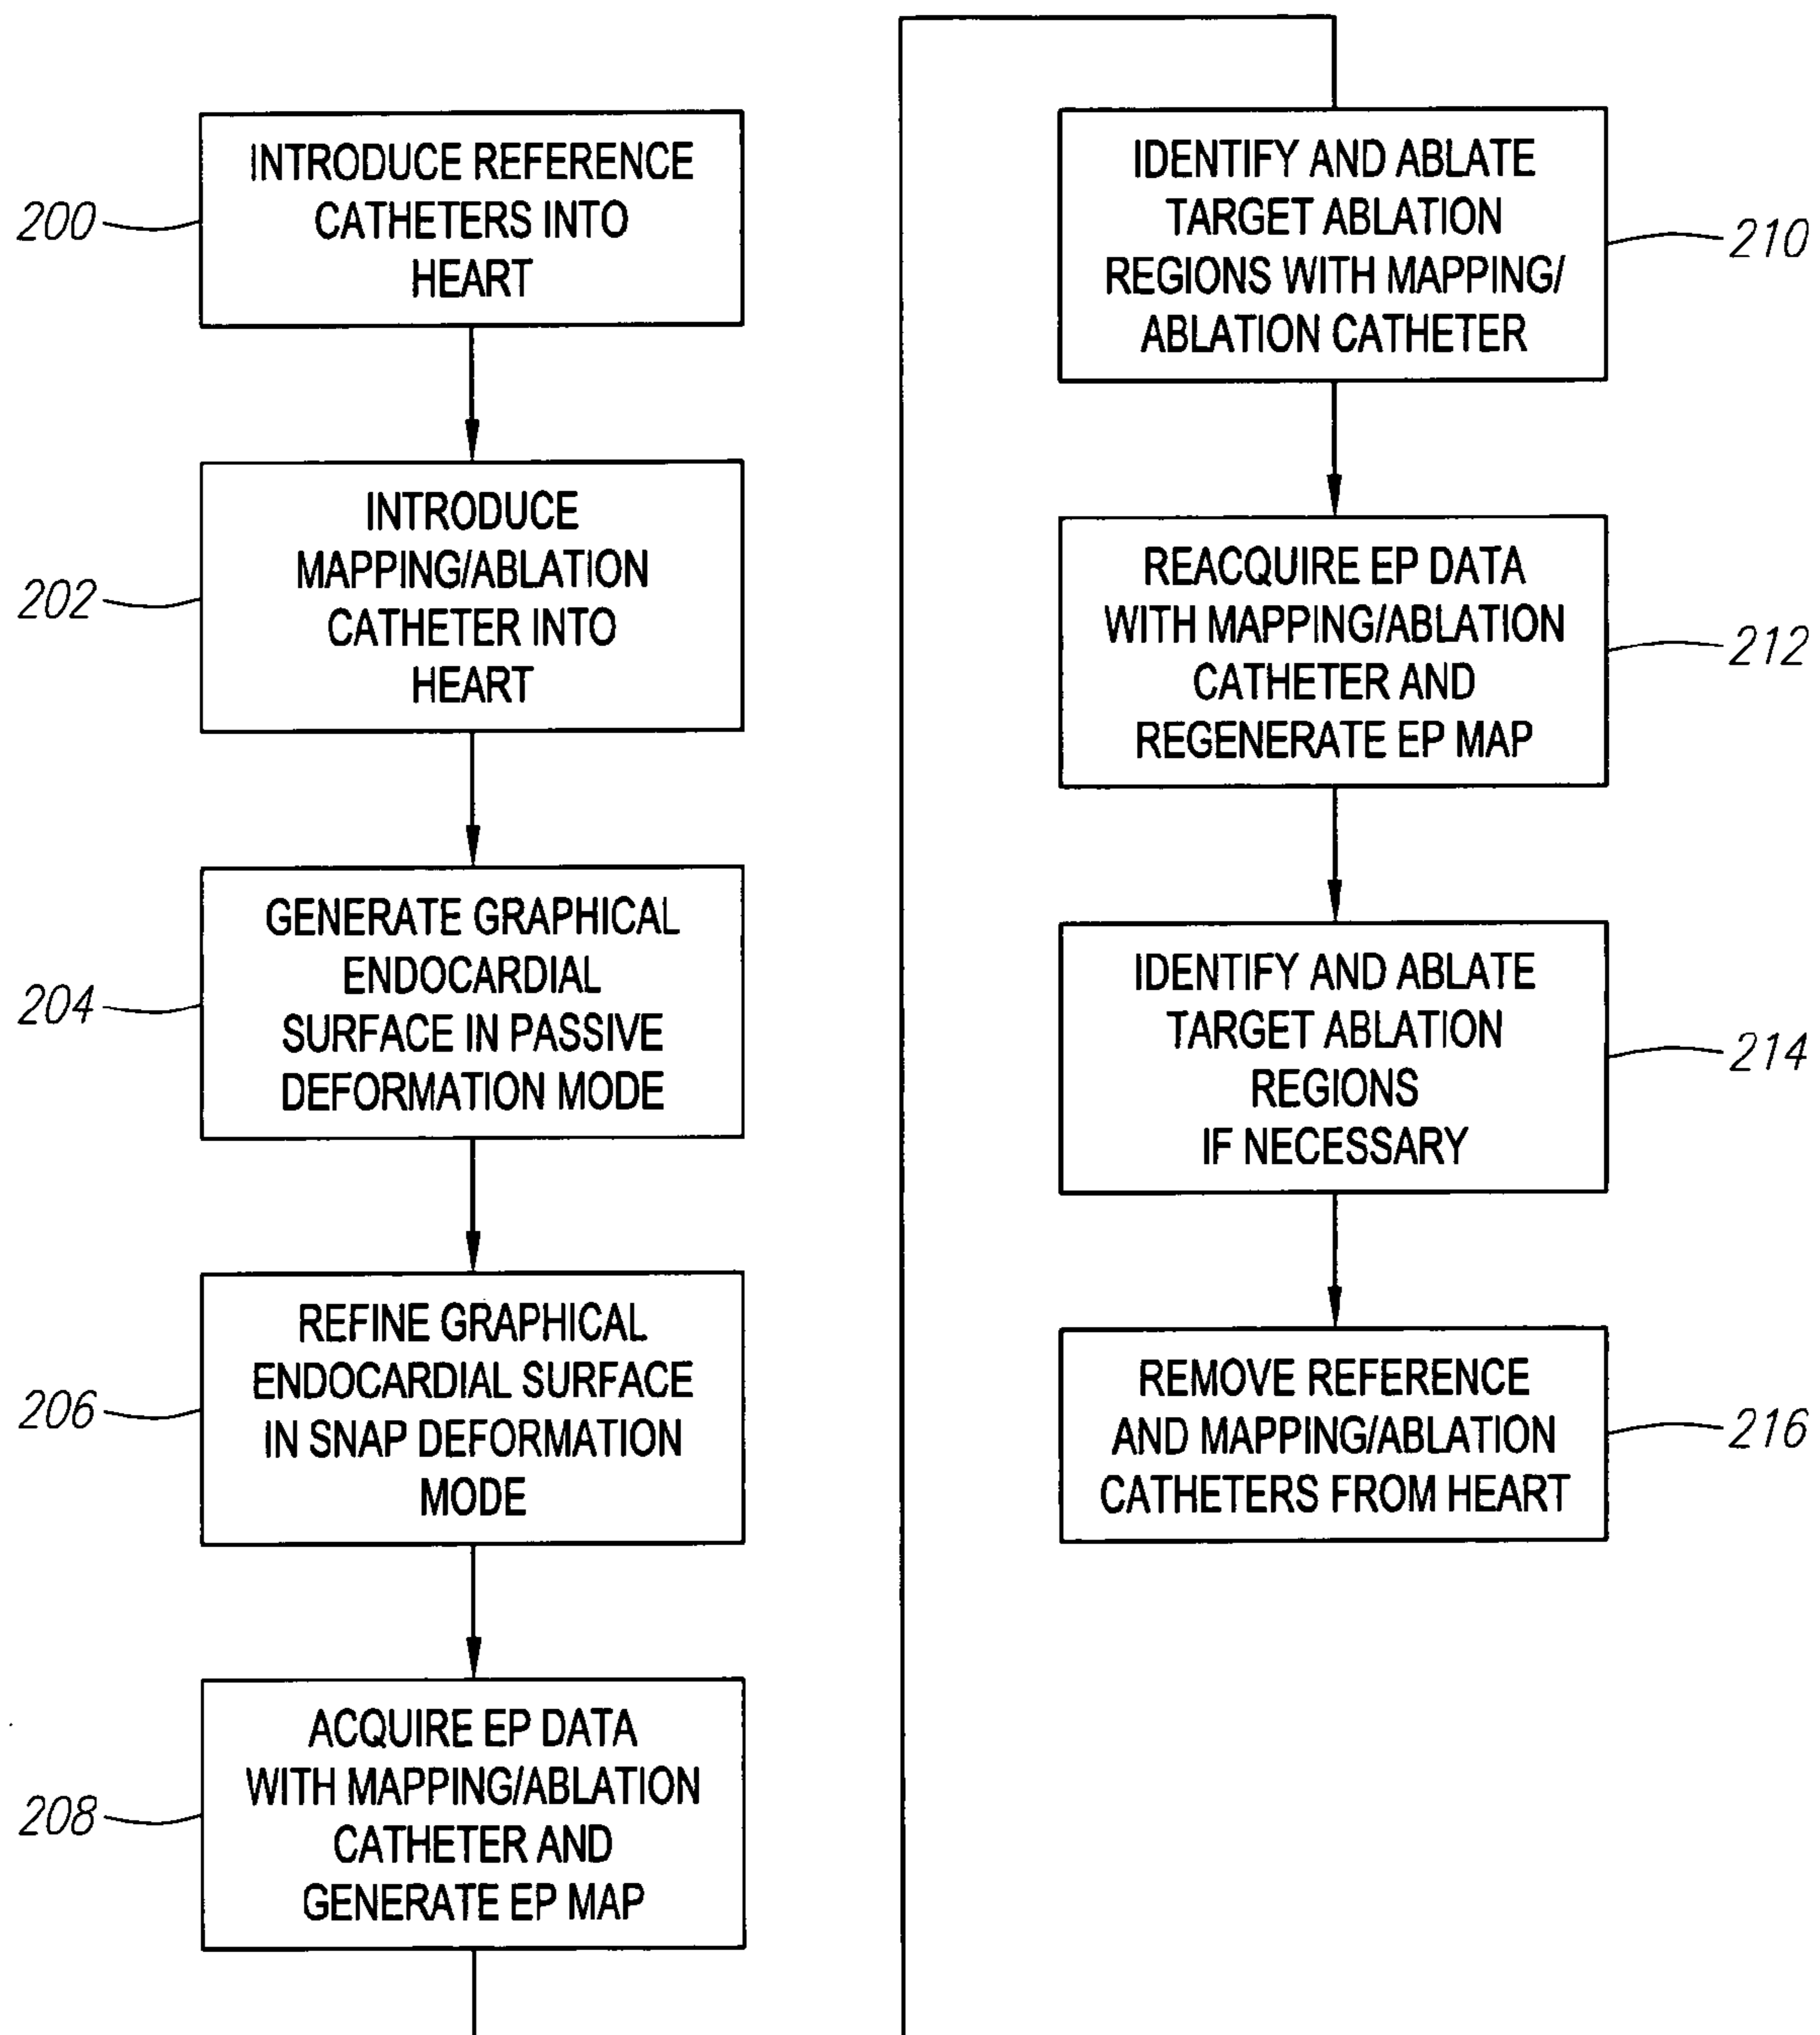 200
INTRODUCE REFERENCE
CATHETERS INTO
HEART
202
INTRODUCE
MAPPING/ABLATION
CATHETER INTO
HEART
204
GENERATE GRAPHICAL
ENDOCARDIAL
SURFACE IN PASSIVE
DEFORMATION MODE
206
REFINE GRAPHICAL
ENDOCARDIAL SURFACE
IN SNAP DEFORMATION
MODE
208
ACQUIRE EP DATA
WITH MAPPING/ABLATION
CATHETER AND
GENERATE EP MAP
IDENTIFY AND ABLATE
TARGET ABLATION
REGIONS WITH MAPPING/
ABLATION CATHETER
210
REACQUIRE EP DATA
WITH MAPPING/ABLATION
CATHETER AND
REGENERATE EP MAP
212
IDENTIFY AND ABLATE
TARGET ABLATION
REGIONS
IF NECESSARY
214
REMOVE REFERENCE
AND MAPPING/ABLATION
CATHETERS FROM HEART
216